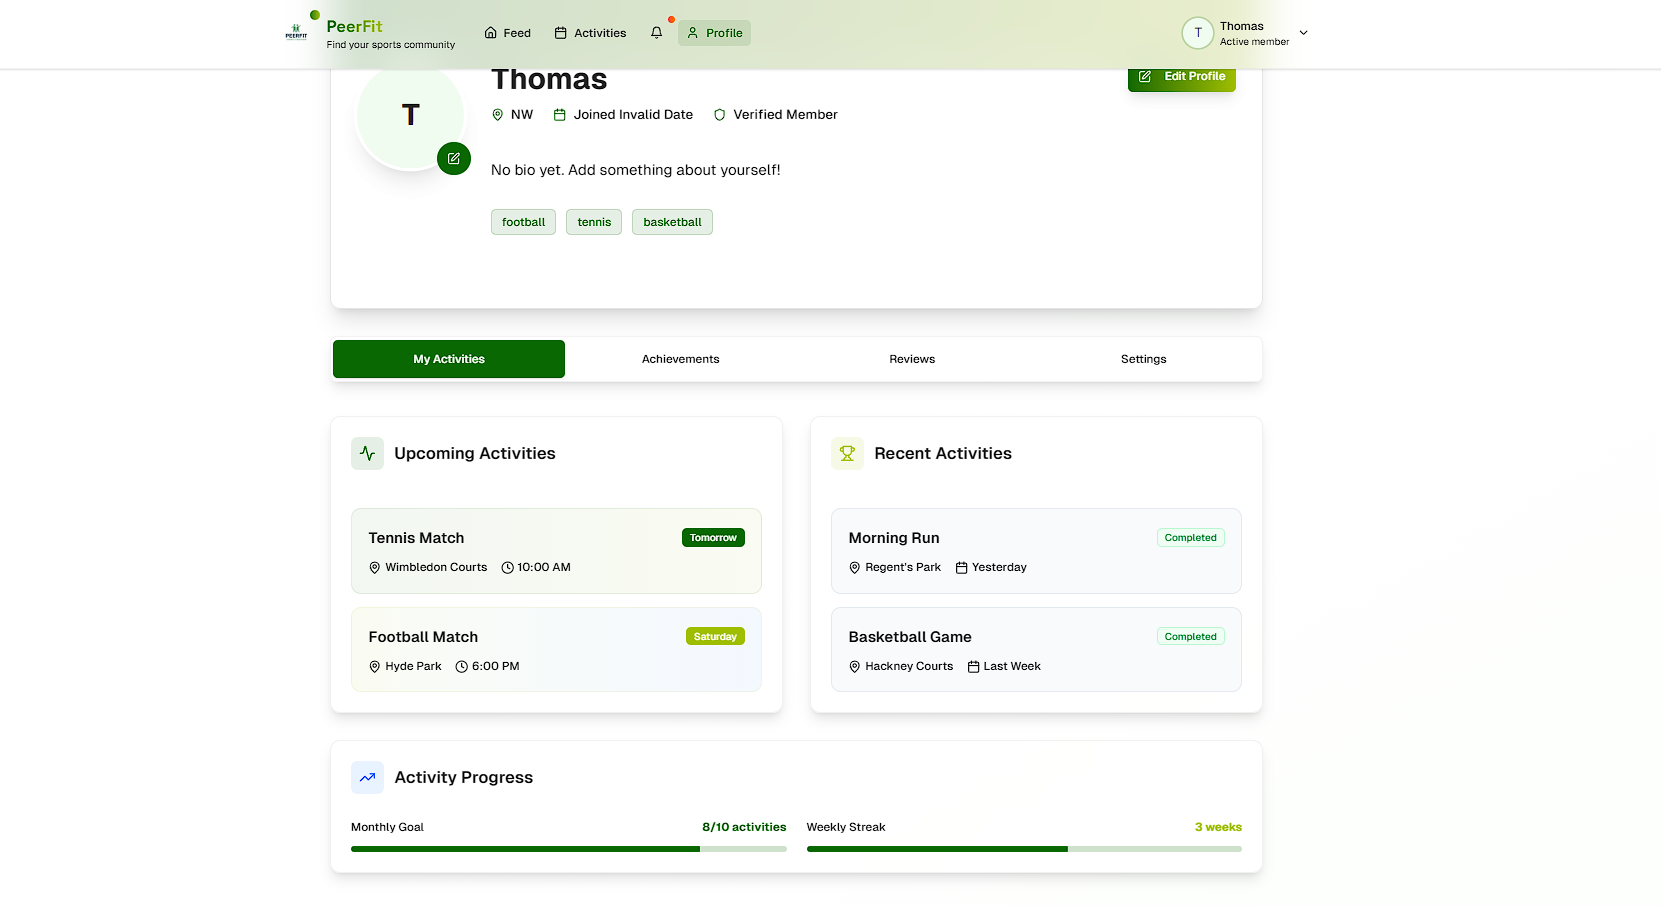 PEERFIT
PeerFit
Find your sports community
Feed
Activities
Profile
T
Thomas
Active member
T
Thomas
Edit Profile
NW
Joined Invalid Date
Verified Member
No bio yet. Add something about yourself!
football
tennis
basketball
My Activities
Achievements
Reviews
Settings
Upcoming Activities
Tennis Match
Tomorrow
Wimbledon Courts
10:00 AM
Football Match
Saturday
Hyde Park
6:00 PM
Recent Activities
Morning Run
Completed
Regent's Park
Yesterday
Basketball Game
Completed
Hackney Courts
Last Week
Activity Progress
Monthly Goal
8/10 activities
Weekly Streak
3 weeks